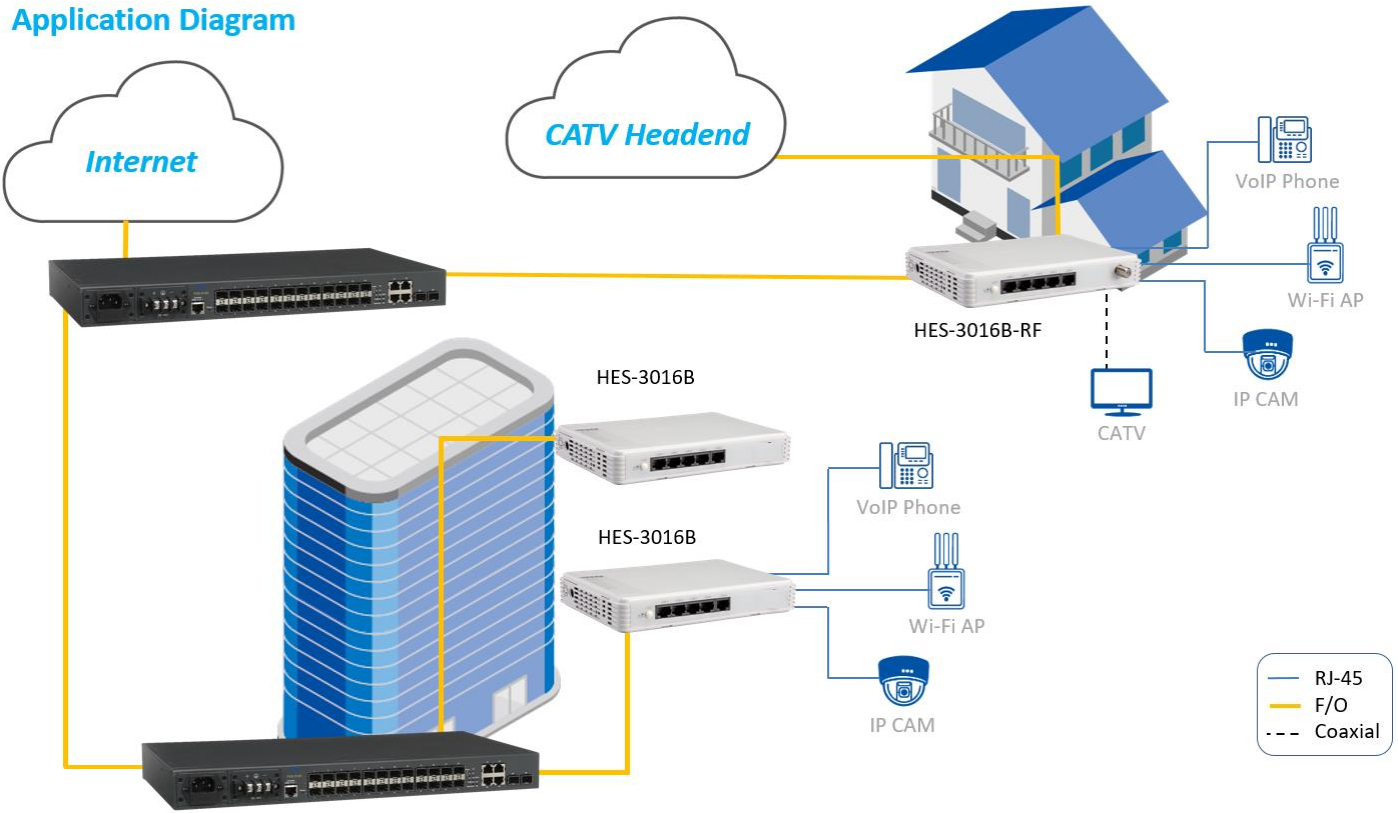 Application Diagram
Internet
CATV Headend
VoIP Phone
Wi-Fi AP
HES-3016B-RF
IP CAM
CATV
HES-3016B
VoIP Phone
HES-3016B
Wi-Fi AP
IP CAM
RJ-45
F/O
Coaxial